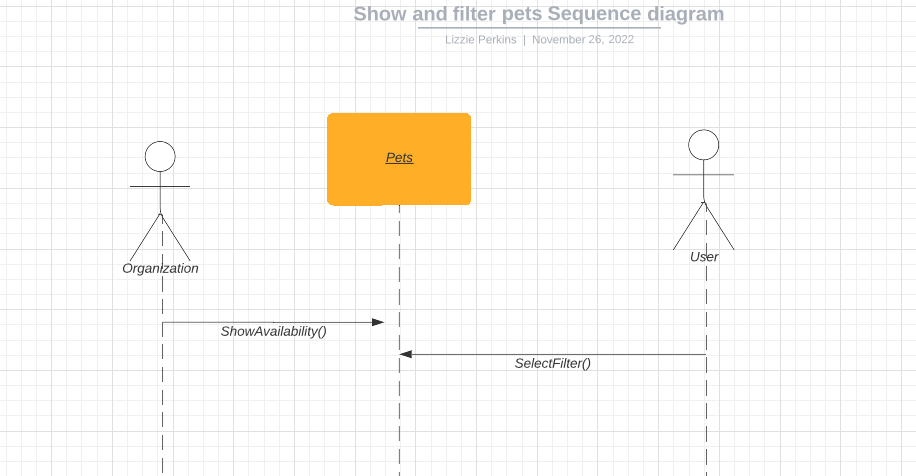 Show and filter pets Sequence diagram
Lizzie Perkins | November 26, 2022
Pets
Organization
User
ShowAvailability()
SelectFilter()